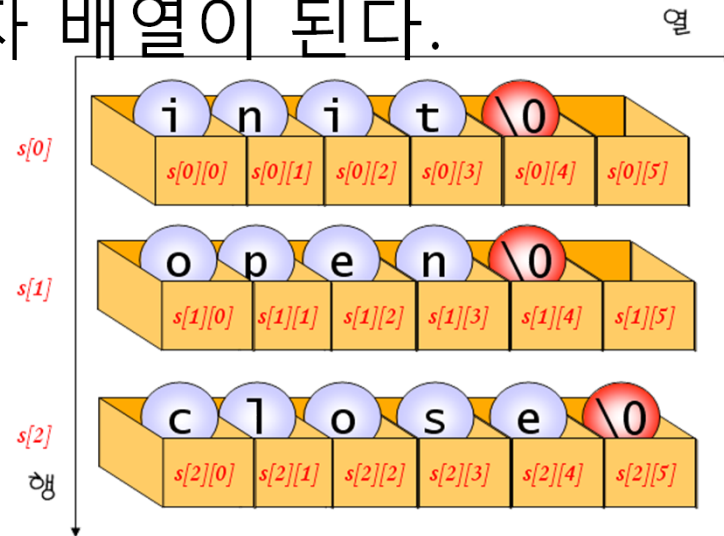 배열이 된다.
열
i n i t \0
s[0]
s[0][0] s[0][1] s[0][2] s[0][3] s[0][4] s[0][5]
o p e n \0
s[1]
s[1][0] s[1][1] s[1][2] s[1][3] s[1][4] s[1][5]
c l o s e \0
s[2]
s[2][0] s[2][1] s[2][2] s[2][3] s[2][4] s[2][5]
행